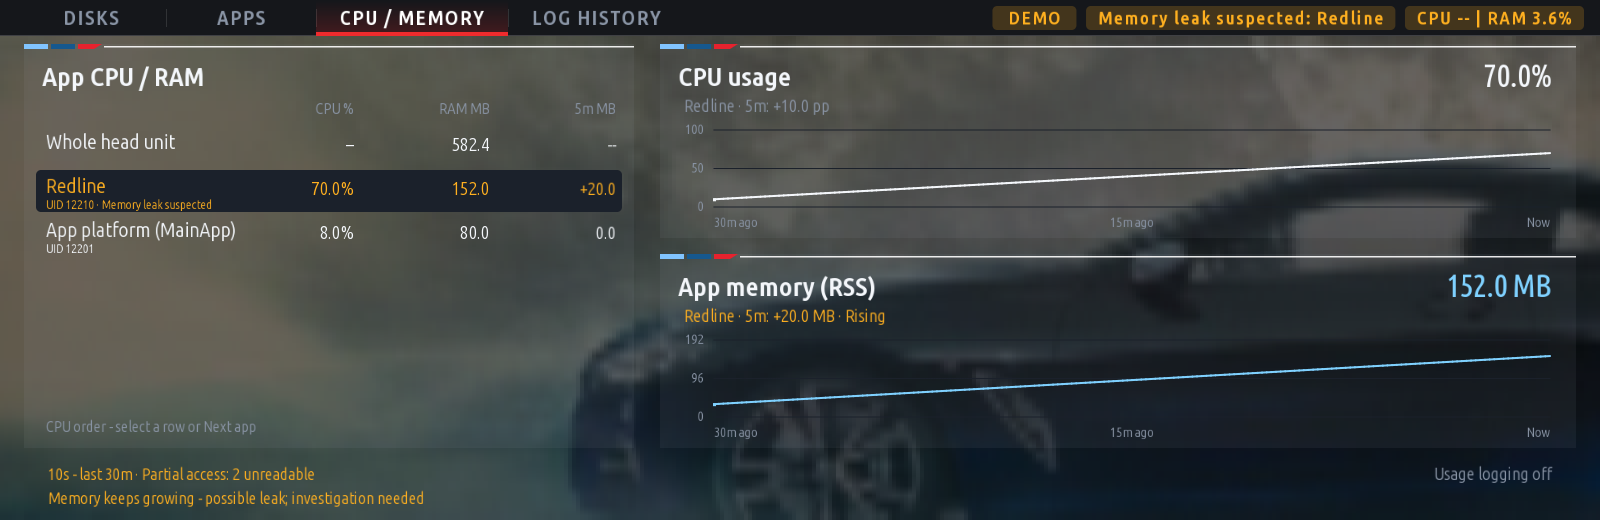 DISKS
APPS
CPU / MEMORY
LOG HISTORY
DEMO
Memory leak suspected: Redline
CPU -- | RAM 3.6%
App CPU / RAM
CPU % RAM MB 5m MB
Whole head unit – 582.4 --
Redline 70.0% 152.0 +20.0
UID 12210 · Memory leak suspected
App platform (MainApp) 8.0% 80.0 0.0
UID 12201
CPU order - select a row or Next app
CPU usage 70.0%
Redline · 5m: +10.0 pp
100
50
0
30m ago 15m ago Now
App memory (RSS) 152.0 MB
Redline · 5m: +20.0 MB · Rising
192
96
0
30m ago 15m ago Now
10s - last 30m · Partial access: 2 unreadable
Memory keeps growing - possible leak; investigation needed
Usage logging off